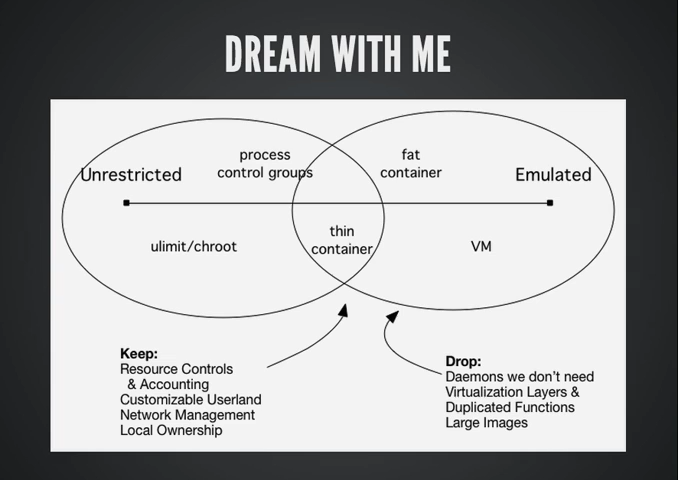 DREAM WITH ME
process
control groups
fat
container
Unrestricted
Emulated
ulimit/chroot
thin
container
VM
Keep:
Resource Controls
& Accounting
Customizable Userland
Network Management
Local Ownership
Drop:
Daemons we don't need
Virtualization Layers &
Duplicated Functions
Large Images